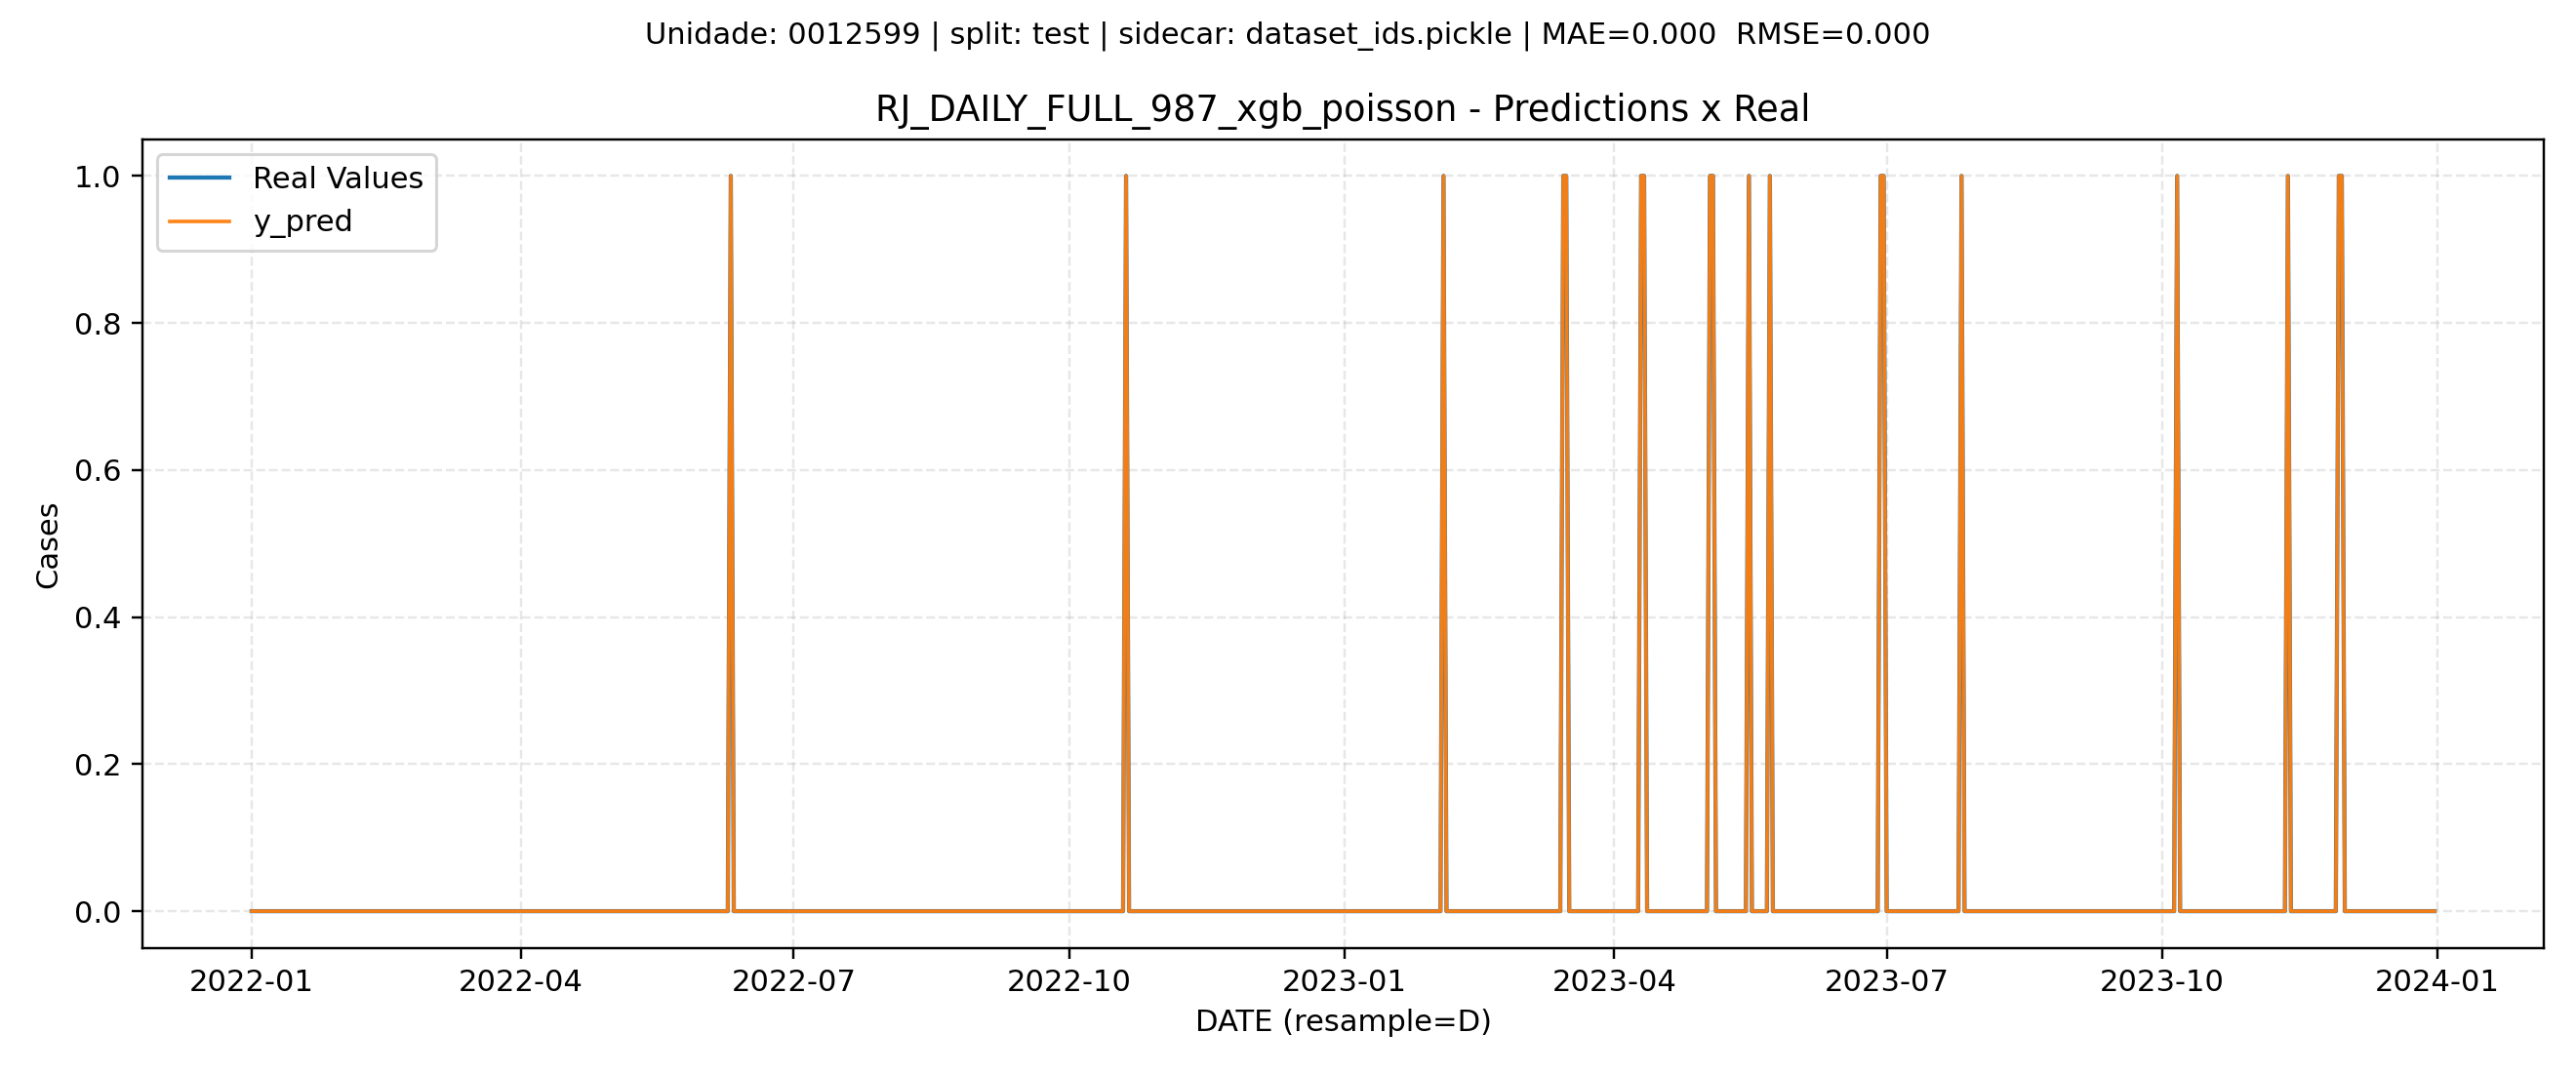 Unidade: 0012599 | split: test | sidecar: dataset_ids.pickle | MAE=0.000  RMSE=0.000
RJ_DAILY_FULL_987_xgb_poisson - Predictions x Real
Real Values
y_pred
1.0
0.8
0.6
0.4
0.2
0.0
Cases
2022-01
2022-04
2022-07
2022-10
2023-01
2023-04
2023-07
2023-10
2024-01
DATE (resample=D)